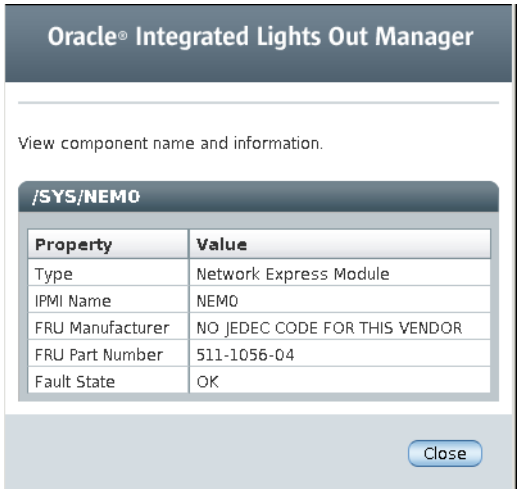 Oracle® Integrated Lights Out Manager
View component name and information.
/SYS/NEM0
Property Value
Type Network Express Module
IPMI Name NEM0
FRU Manufacturer NO JEDEC CODE FOR THIS VENDOR
FRU Part Number 511-1056-04
Fault State OK
Close